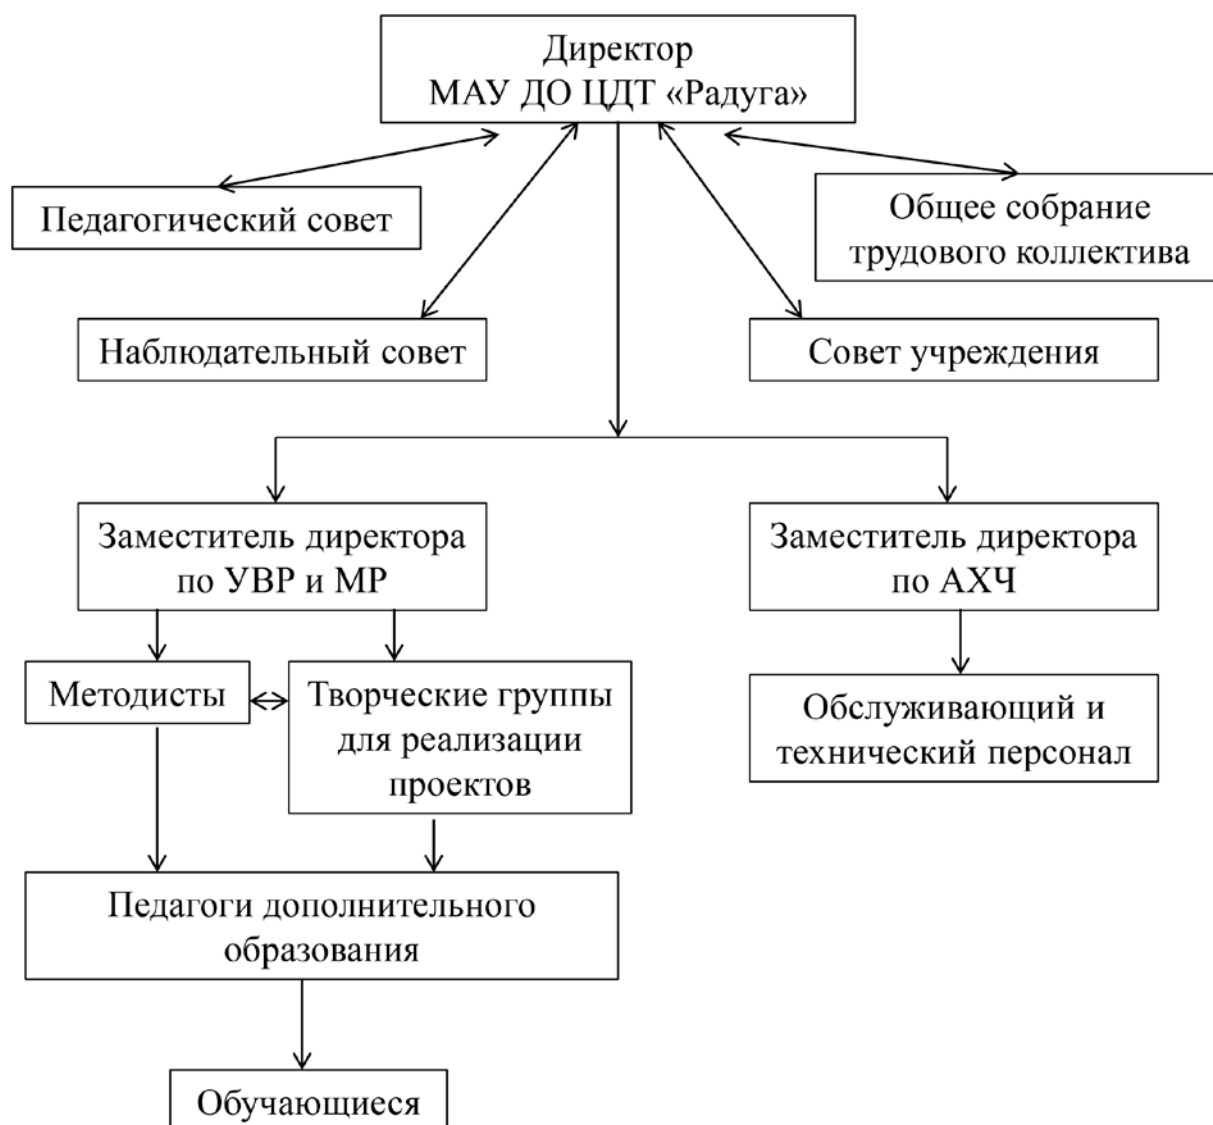 Директор
МАУ ДО ЦДТ «Радуга»
Педагогический совет
Общее собрание
трудового коллектива
Наблюдательный совет
Совет учреждения
Заместитель директора
по УВР и МР
Заместитель директора
по АХЧ
Методисты
Творческие группы
для реализации
проектов
Обслуживающий и
технический персонал
Педагоги дополнительного
образования
Обучающиеся